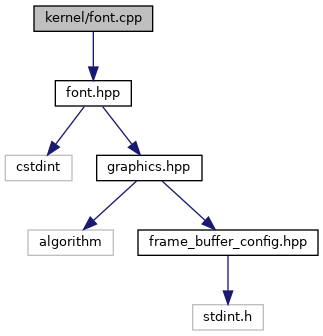 kernel/font.cpp
font.hpp
cstdint
graphics.hpp
algorithm
frame_buffer_config.hpp
stdint.h